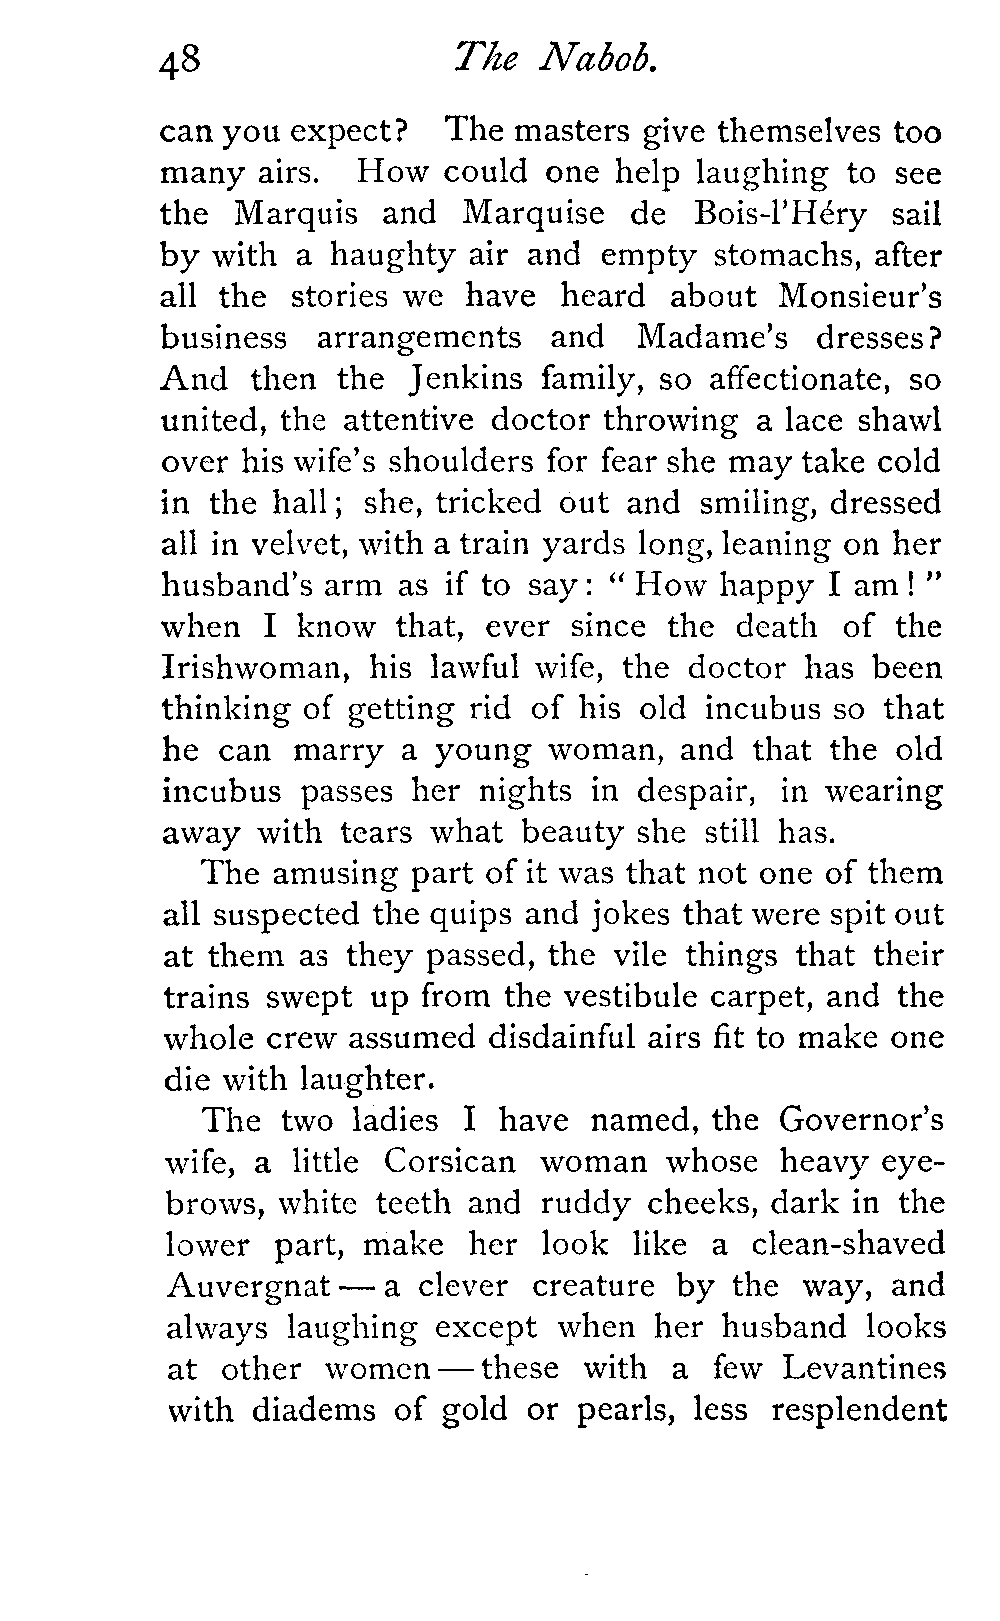 48 The Nabob.
can you expect? The masters give themselves too
many airs. How could one help laughing to see
the Marquis and Marquise de Bois-l'Héry sail
by with a haughty air and empty stomachs, after
all the stories we have heard about Monsieur's
business arrangements and Madame's dresses?
And then the Jenkins family, so affectionate, so
united, the attentive doctor throwing a lace shawl
over his wife's shoulders for fear she may take cold
in the hall; she, tricked out and smiling, dressed
all in velvet, with a train yards long, leaning on her
husband's arm as if to say: “ How happy I am! ”
when I know that, ever since the death of the
Irishwoman, his lawful wife, the doctor has been
thinking of getting rid of his old incubus so that
he can marry a young woman, and that the old
incubus passes her nights in despair, in wearing
away with tears what beauty she still has.
The amusing part of it was that not one of them
all suspected the quips and jokes that were spit out
at them as they passed, the vile things that their
trains swept up from the vestibule carpet, and the
whole crew assumed disdainful airs fit to make one
die with laughter.
The two ladies I have named, the Governor's
wife, a little Corsican woman whose heavy eye-
brows, white teeth and ruddy cheeks, dark in the
lower part, make her look like a clean-shaved
Auvergnat — a clever creature by the way, and
always laughing except when her husband looks
at other women — these with a few Levantines
with diadems of gold or pearls, less resplendent